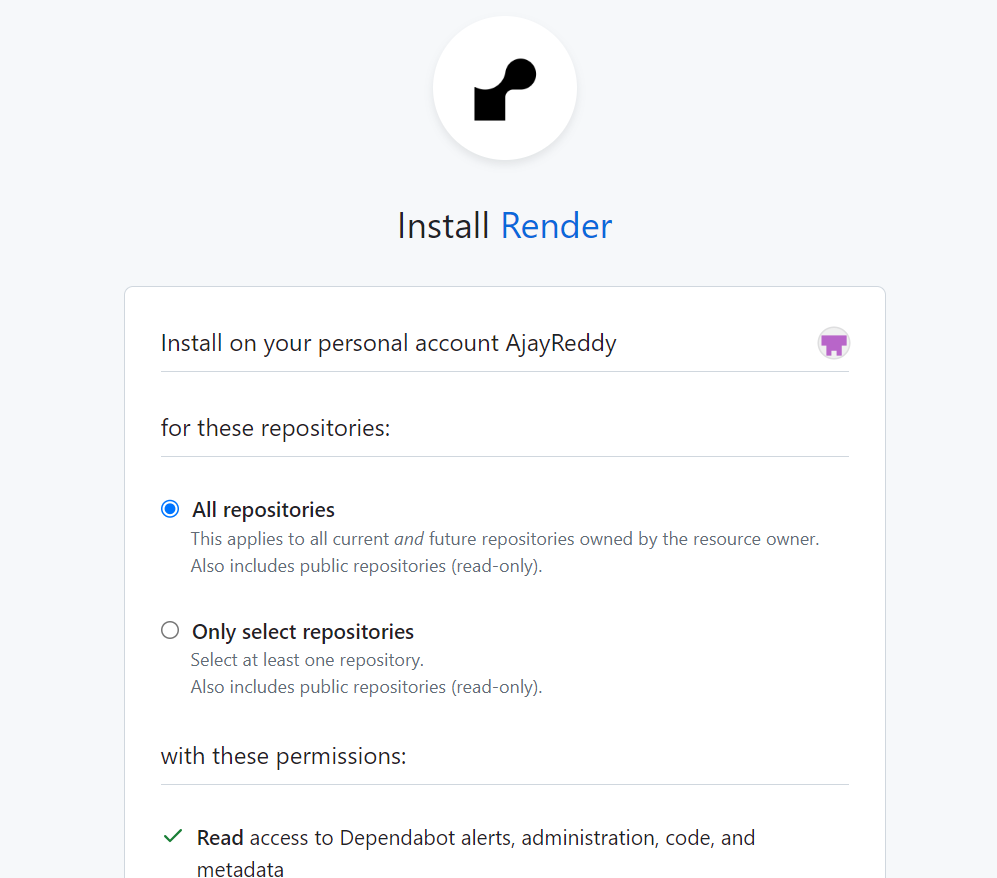 Install Render
Install on your personal account AjayReddy
for these repositories:
All repositories
This applies to all current and future repositories owned by the resource owner.
Also includes public repositories (read-only).
Only select repositories
Select at least one repository.
Also includes public repositories (read-only).
with these permissions:
Read access to Dependabot alerts, administration, code, and
metadata